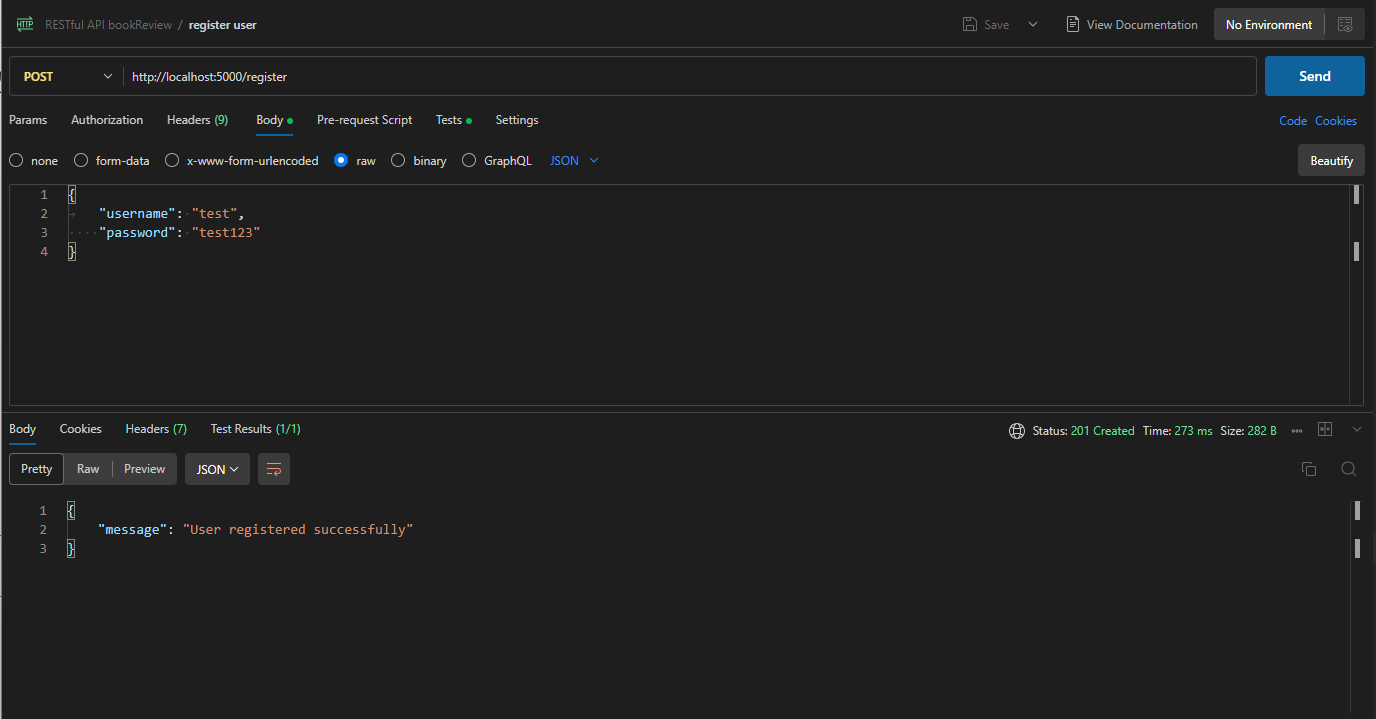 HTTP RESTful API bookReview / register user Save View Documentation No Environment
POST http://localhost:5000/register Send
Params Authorization Headers (9) Body Pre-request Script Tests Settings Code Cookies
none form-data x-www-form-urlencoded raw binary GraphQL JSON Beautify
1 {
2 "username": "test",
3 "password": "test123"
4 }
Body Cookies Headers (7) Test Results (1/1) Status: 201 Created Time: 273 ms Size: 282 B
Pretty Raw Preview JSON
1 {
2 "message": "User registered successfully"
3 }